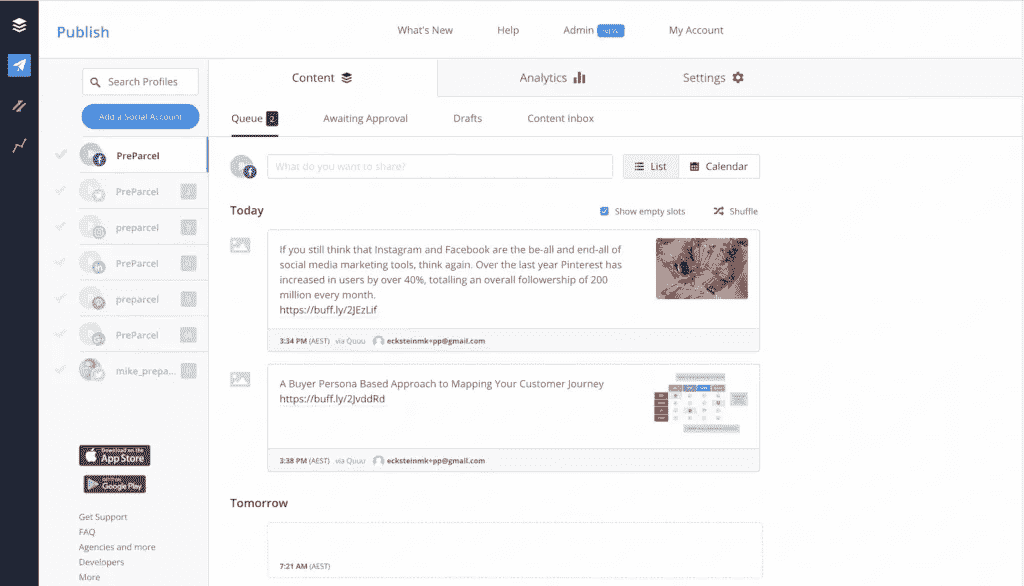 Publish
What's New
Help
Admin
My Account
Search Profiles
Add a Social Account
PreParcel
PreParcel
preparcel
PreParcel
preparcel
PreParcel
mike_prepa...
Download on the
App Store
Google Play
Get Support
FAQ
Agencies and more
Developers
More
Content
Analytics
Settings
Queue 2
Awaiting Approval
Drafts
Content Inbox
What do you want to share?
List
Calendar
Today
Show empty slots
Shuffle
If you still think that Instagram and Facebook are the be-all and end-all of
social media marketing tools, think again. Over the last year Pinterest has
increased in users by over 40%, totalling an overall followership of 200
million every month.
https://buff.ly/2JEzLif
3:34 PM (AEST) via Quuu ecksteinmk+pp@gmail.com
A Buyer Persona Based Approach to Mapping Your Customer Journey
https://buff.ly/2JvddRd
3:38 PM (AEST) via Quuu ecksteinmk+pp@gmail.com
Tomorrow
7:21 AM (AEST)